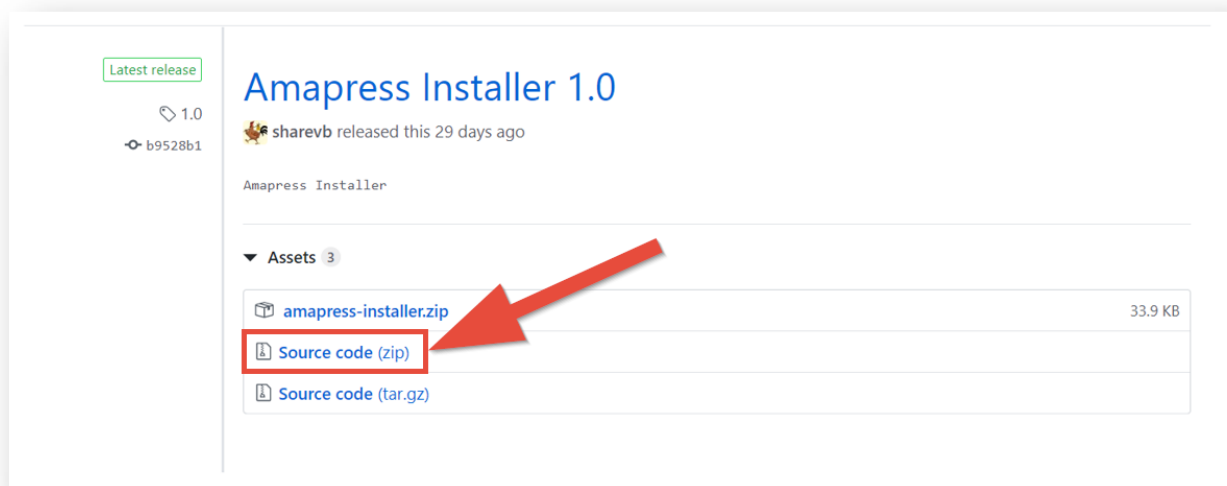 Latest release
1.0
b9528b1
Amapress Installer 1.0
sharevb released this 29 days ago
Amapress Installer
Assets 3
amapress-installer.zip 33.9 KB
Source code (zip)
Source code (tar.gz)